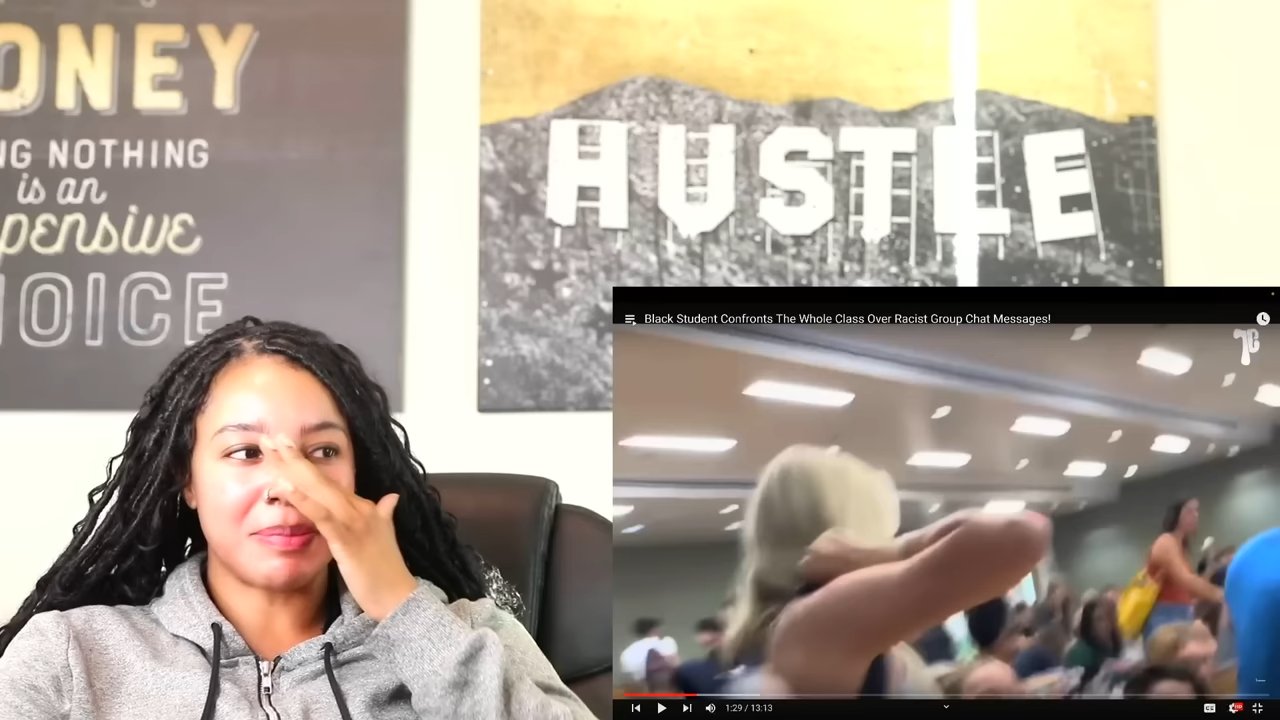 ONEY
NG NOTHING
is an
pensive
HOICE
HUSTLE
Black Student Confronts The Whole Class Over Racist Group Chat Messages!
1:29 / 13:13